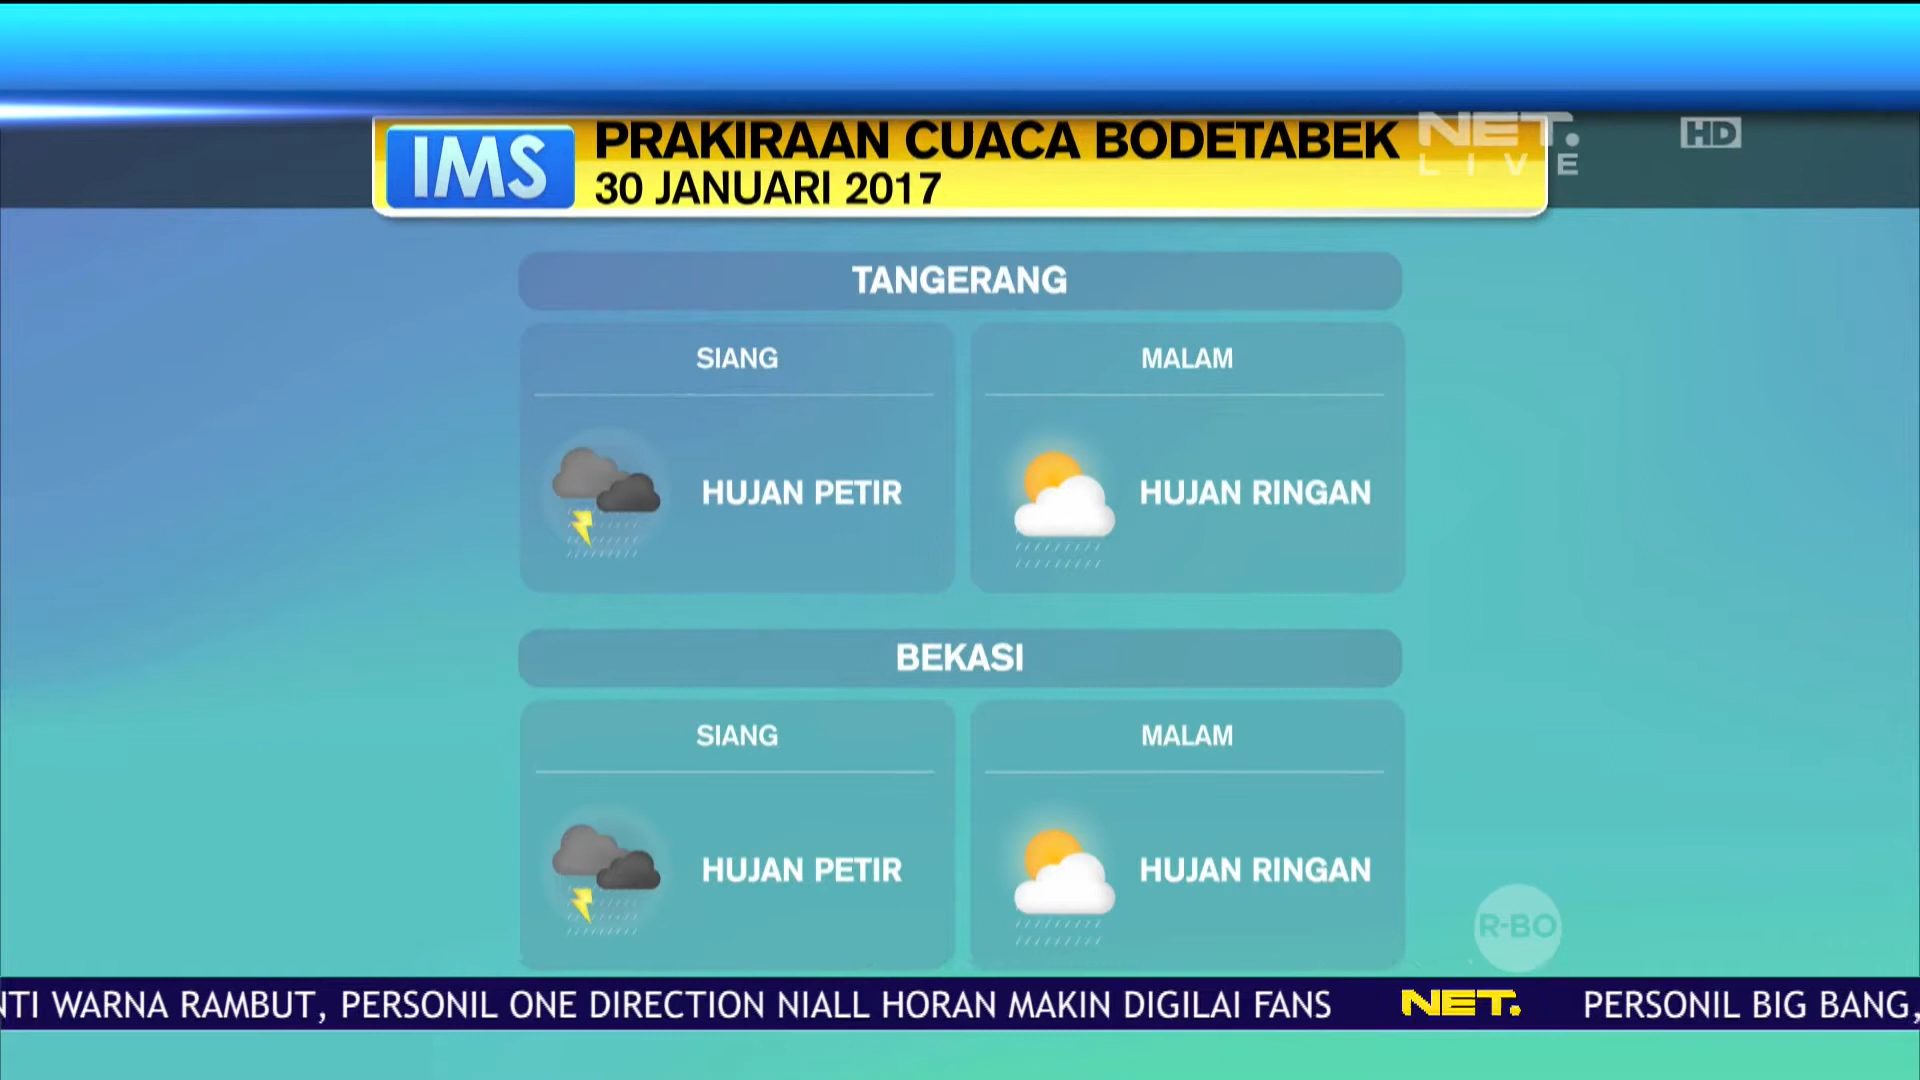 IMS
PRAKIRAAN CUACA BODETABEK
30 JANUARI 2017
NET.
LIVE
HD
TANGERANG
SIANG
MALAM
HUJAN PETIR
HUJAN RINGAN
BEKASI
SIANG
MALAM
HUJAN PETIR
HUJAN RINGAN
R-BO
NTI WARNA RAMBUT, PERSONIL ONE DIRECTION NIALL HORAN MAKIN DIGILAI FANS NET. PERSONIL BIG BANG,